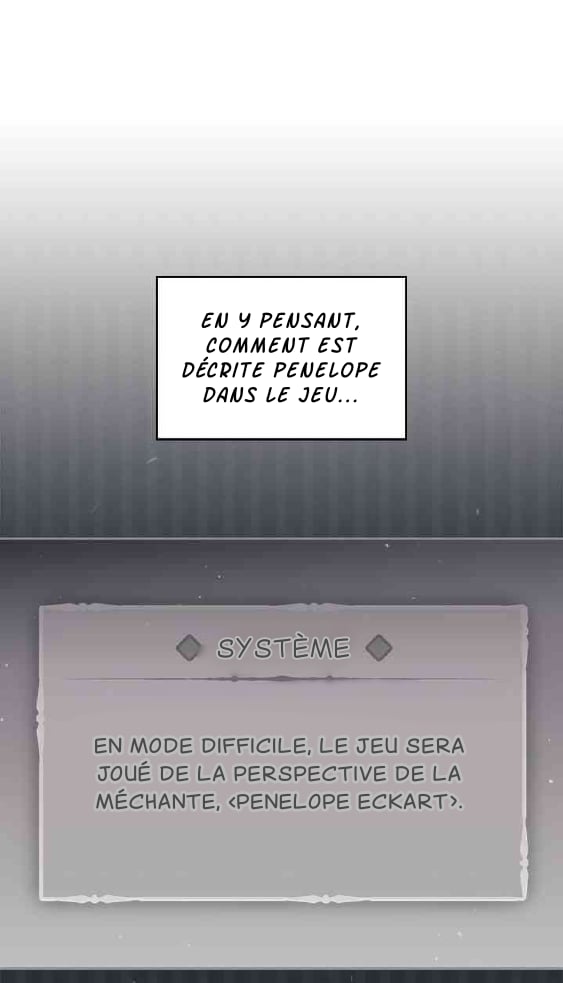 EN Y PENSANT,
COMMENT EST
DÉCRITE PENELOPE
DANS LE JEU...
SYSTÈME
EN MODE DIFFICILE, LE JEU SERA
JOUÉ DE LA PERSPECTIVE DE LA
MÉCHANTE, <PENELOPE ECKART>.